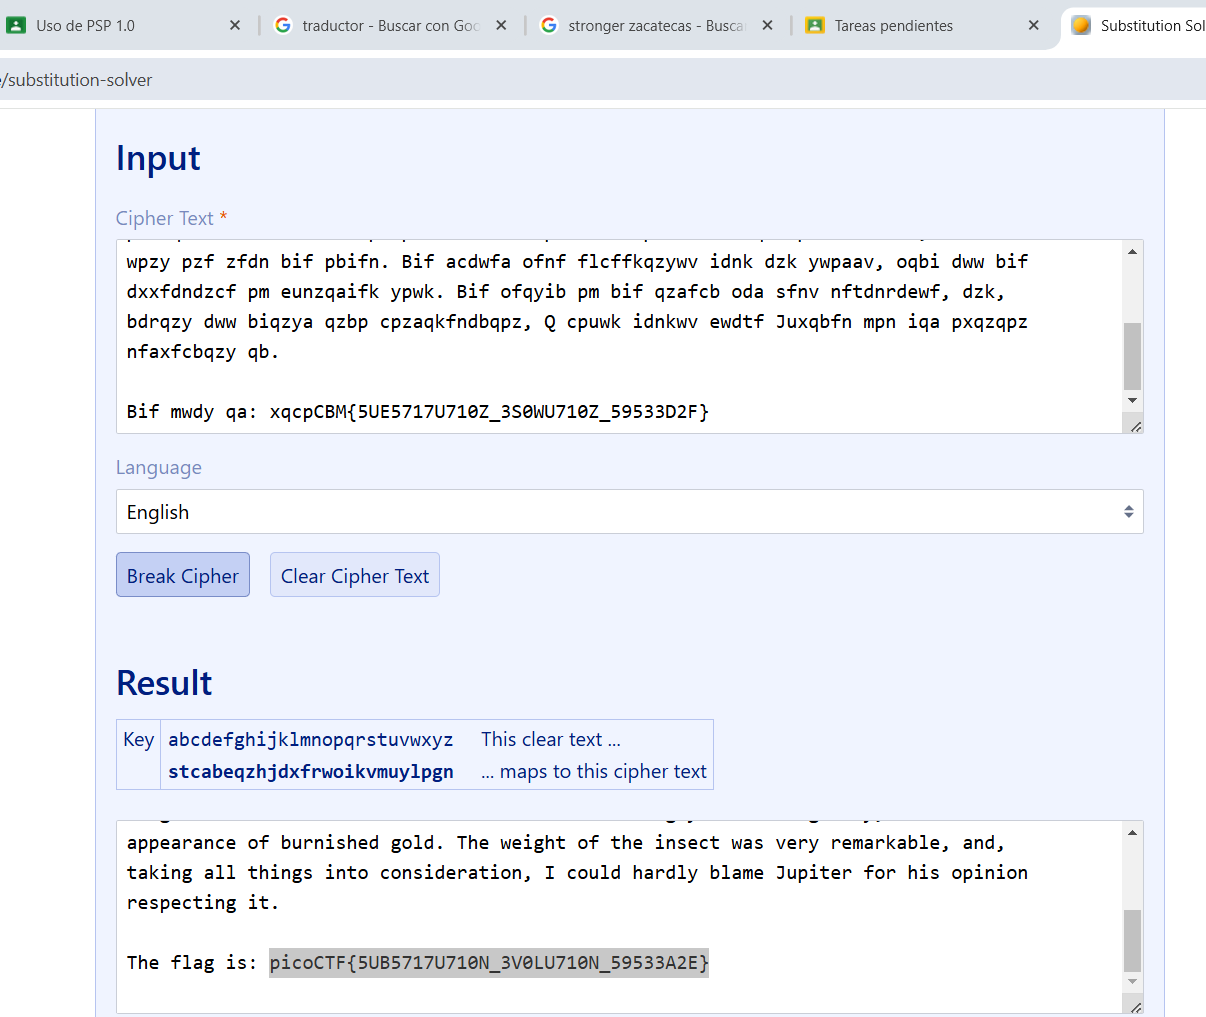 Uso de PSP 1.0
traductor - Buscar con Goo
stronger zacatecas - Busca
Tareas pendientes
Substitution Sol
/substitution-solver
Input
Cipher Text *
wpzy pzf zfdn bif pbifn. Bif acdwfa ofnf flcffkqzywv idnk dzk ywpaav, oqbi dww bif
dxxfdndzcf pm eunzqaifk ypwk. Bif ofqyib pm bif qzafcb oda sfnv nftdnrdewf, dzk,
bdrqzy dww biqzya qzbp cpzaqkfndbqpz, Q cpuwk idnkwv ewdtf Juxqbfn mpn iqa pxqzqpz
nfaxfcbqzy qb.
Bif mwdy qa: xqcpCBM{5UE5717U710Z_3S0WU710Z_59533D2F}
Language
English
Break Cipher
Clear Cipher Text
Result
Key abcdefghijklmnopqrstuvwxyz This clear text ...
stcabeqzhjdxfrwoikvmuylpgn ... maps to this cipher text
appearance of burnished gold. The weight of the insect was very remarkable, and,
taking all things into consideration, I could hardly blame Jupiter for his opinion
respecting it.
The flag is: picoCTF{5UB5717U710N_3V0LU710N_59533A2E}